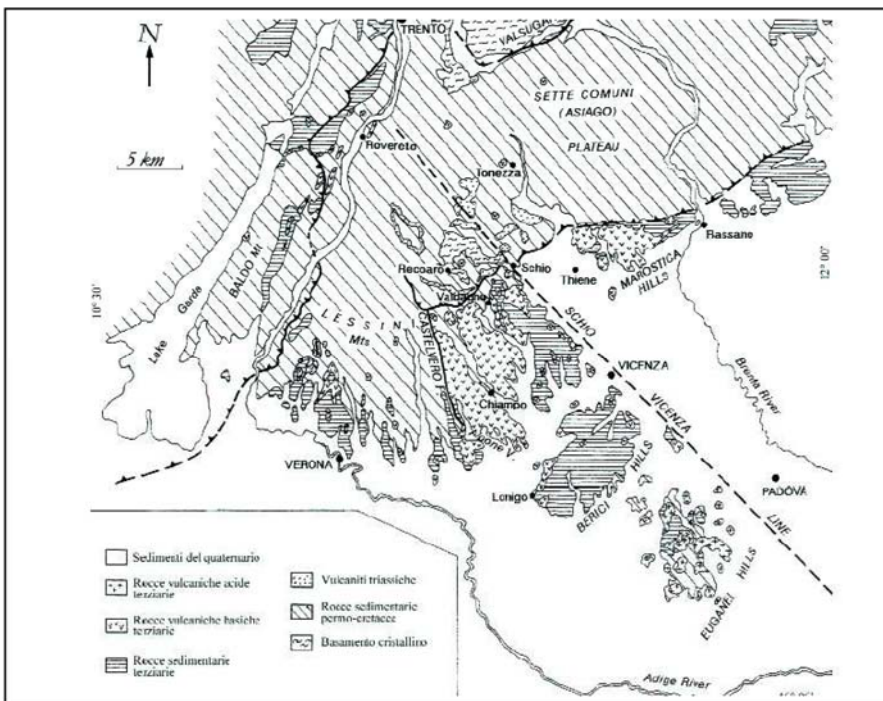 N
TRENTO
VALSUGANA
SETTE COMUNI
(ASIAGO)
PLATEAU
5 km
Rovereto
Tonezza
Bassano
BALDO Mt
Recoaro
Schio
Thiene
MAROSTICA
HILLS
10° 30'
12° 00'
Lake Garda
LESSINI
Mts
CASTELVERO
SCHIO
VICENZA
VICENZA
LINE
Brenta River
Chiampo
VERONA
Lonigo
BERICI HILLS
PADOVA
EUGANEI HILLS
Sedimenti del quaternario
Rocce vulcaniche acide
terziarie
Rocce vulcaniche basiche
terziarie
Rocce sedimentarie
terziarie
Vulcaniti triassiche
Rocce sedimentarie
permo-cretacee
Basamento cristallino
Adige River